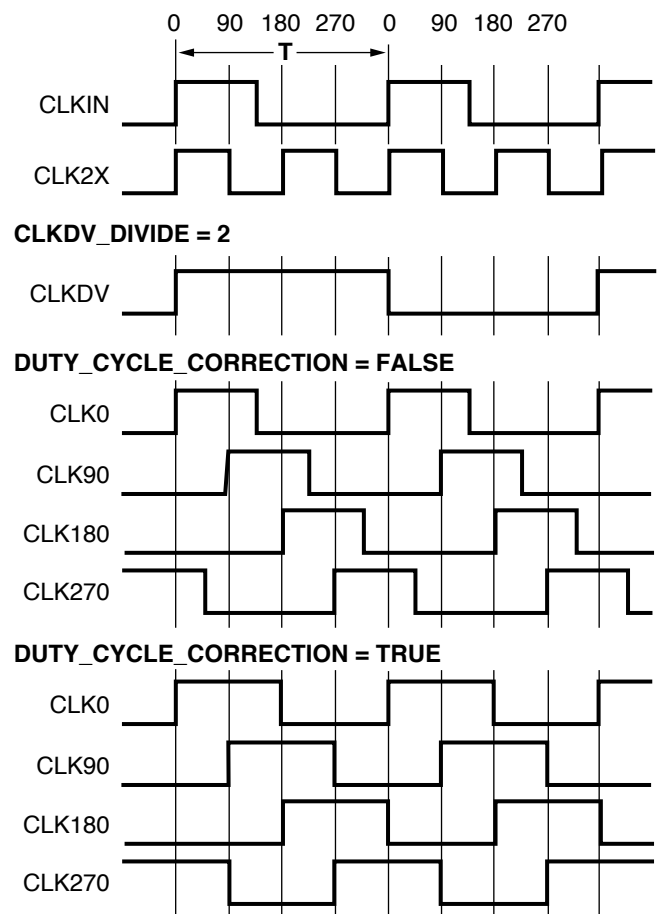 0 90 180 270 0 90 180 270
T
CLKIN
CLK2X
CLKDV_DIVIDE = 2
CLKDV
DUTY_CYCLE_CORRECTION = FALSE
CLK0
CLK90
CLK180
CLK270
DUTY_CYCLE_CORRECTION = TRUE
CLK0
CLK90
CLK180
CLK270